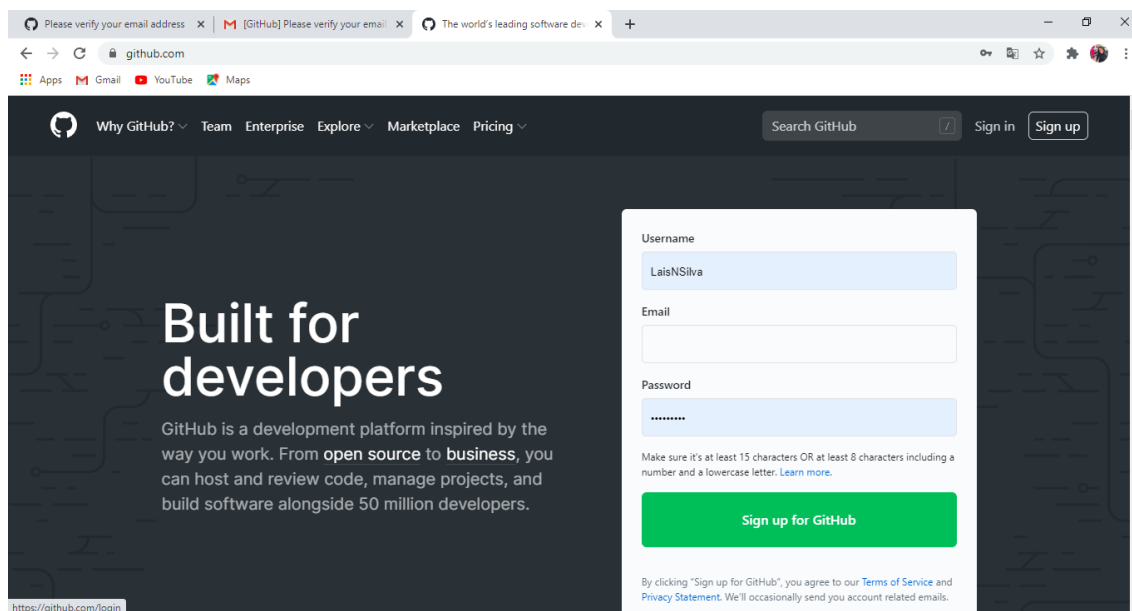 Please verify your email address
[GitHub] Please verify your email
The world's leading software dev
github.com
Apps Gmail YouTube Maps
Why GitHub? Team Enterprise Explore Marketplace Pricing Search GitHub / Sign in Sign up
Username
LaisNSilva
Email
Password
•••••••••
Make sure it's at least 15 characters OR at least 8 characters including a
number and a lowercase letter. Learn more.
Sign up for GitHub
By clicking "Sign up for GitHub", you agree to our Terms of Service and
Privacy Statement. We'll occasionally send you account related emails.
Built for
developers
GitHub is a development platform inspired by the
way you work. From open source to business, you
can host and review code, manage projects, and
build software alongside 50 million developers.
https://github.com/login